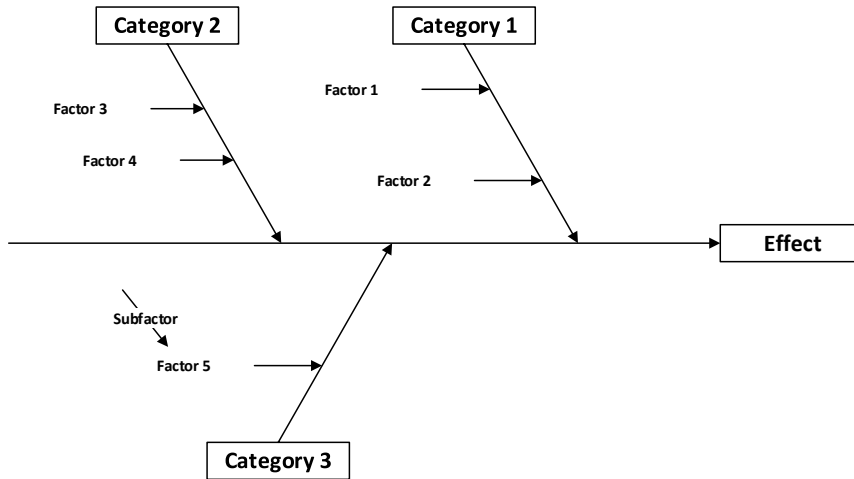 Category 2
Category 1
Factor 1
Factor 3
Factor 4
Factor 2
Effect
Subfactor
Factor 5
Category 3